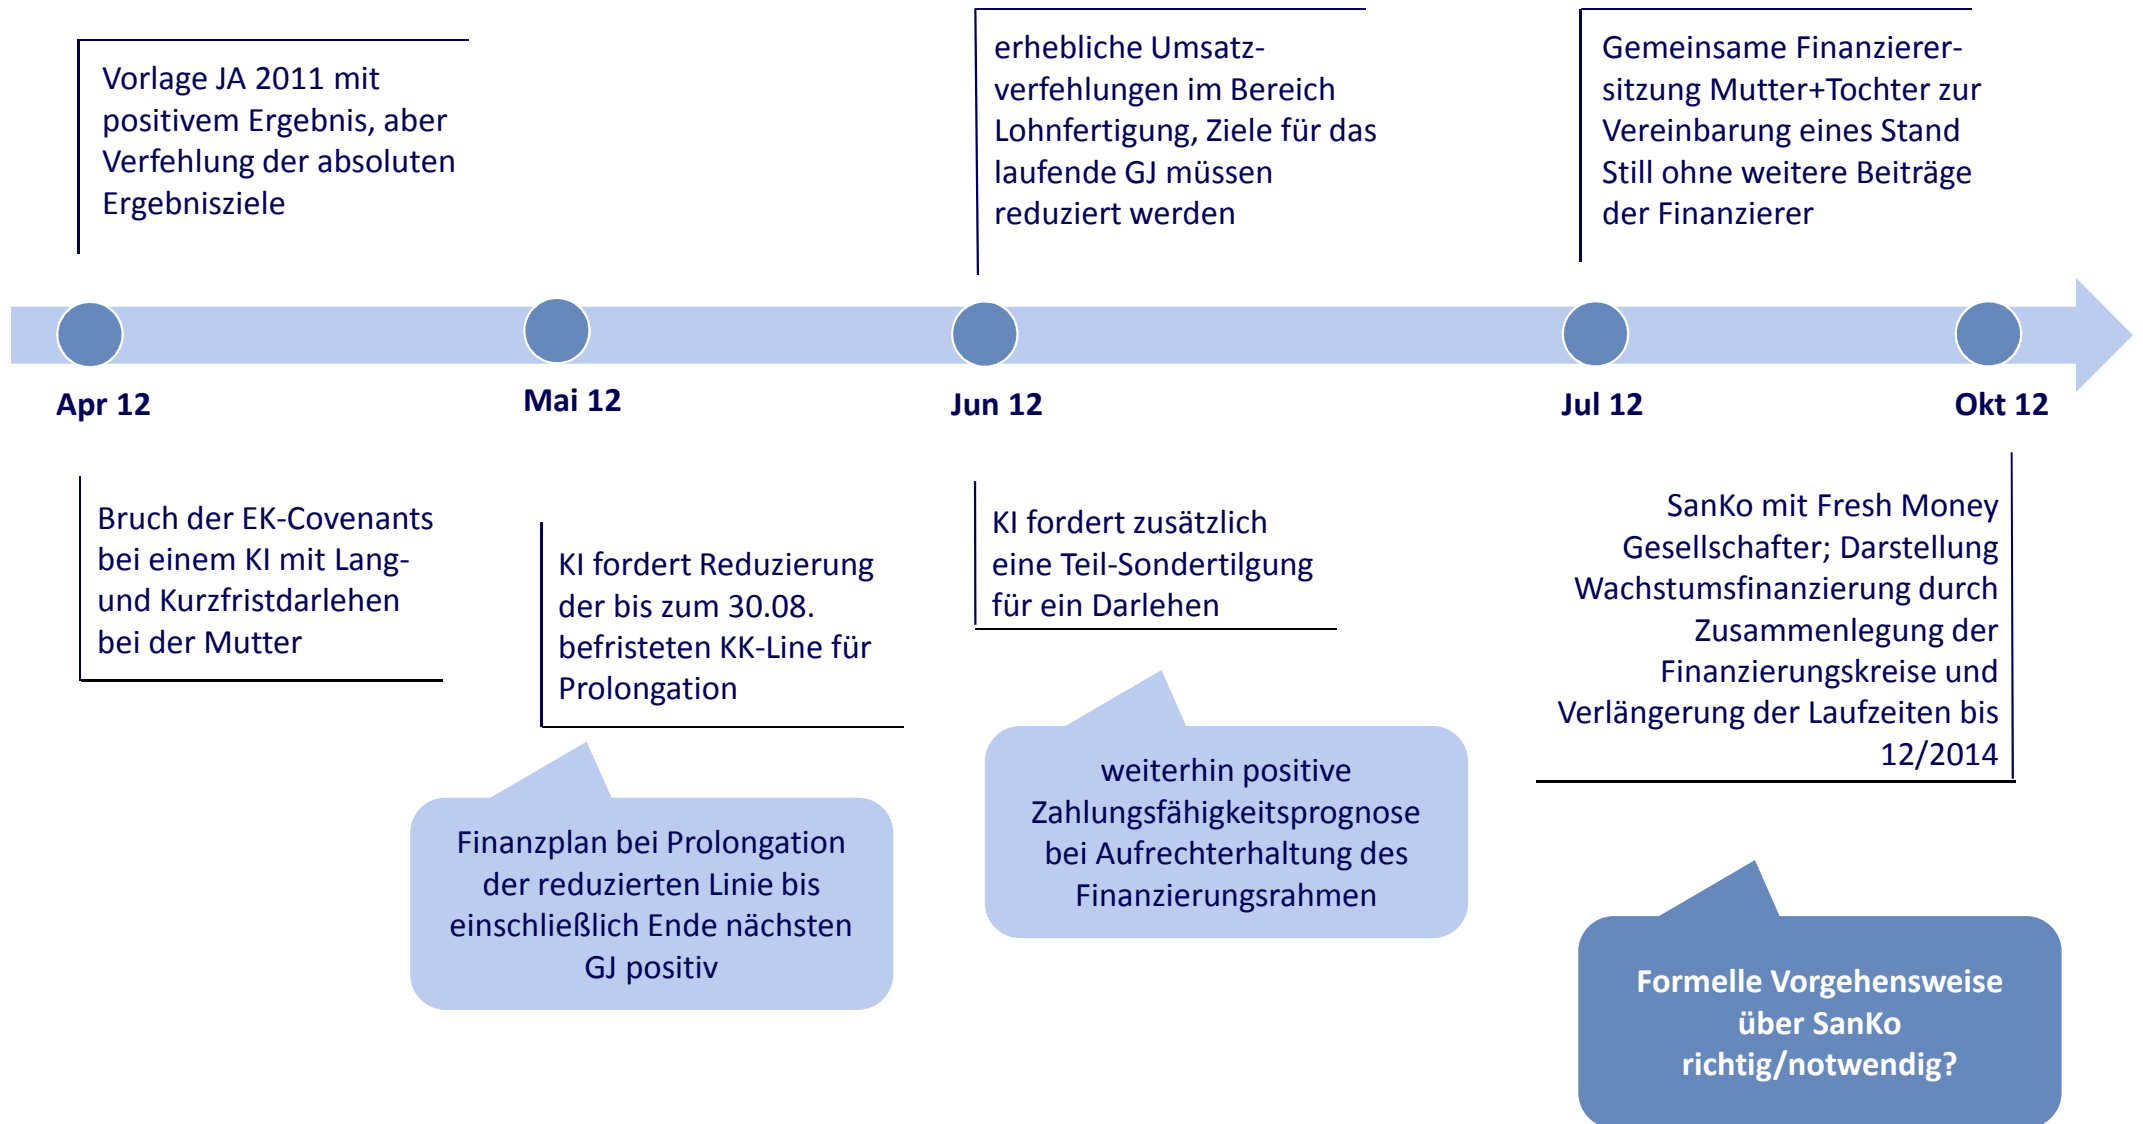 Vorlage JA 2011 mit
positivem Ergebnis, aber
Verfehlung der absoluten
Ergebnisziele
erhebliche Umsatz-
verfehlungen im Bereich
Lohnfertigung, Ziele für das
laufende GJ müssen
reduziert werden
Gemeinsame Finanzierer-
sitzung Mutter+Tochter zur
Vereinbarung eines Stand
Still ohne weitere Beiträge
der Finanzierer
Apr 12
Mai 12
Jun 12
Jul 12
Okt 12
Bruch der EK-Covenants
bei einem KI mit Lang-
und Kurzfristdarlehen
bei der Mutter
KI fordert Reduzierung
der bis zum 30.08.
befristeten KK-Line für
Prolongation
KI fordert zusätzlich
eine Teil-Sondertilgung
für ein Darlehen
SanKo mit Fresh Money
Gesellschafter; Darstellung
Wachstumsfinanzierung durch
Zusammenlegung der
Finanzierungskreise und
Verlängerung der Laufzeiten bis
12/2014
Finanzplan bei Prolongation
der reduzierten Linie bis
einschließlich Ende nächsten
GJ positiv
weiterhin positive
Zahlungsfähigkeitsprognose
bei Aufrechterhaltung des
Finanzierungsrahmen
Formelle Vorgehensweise
über SanKo
richtig/notwendig?